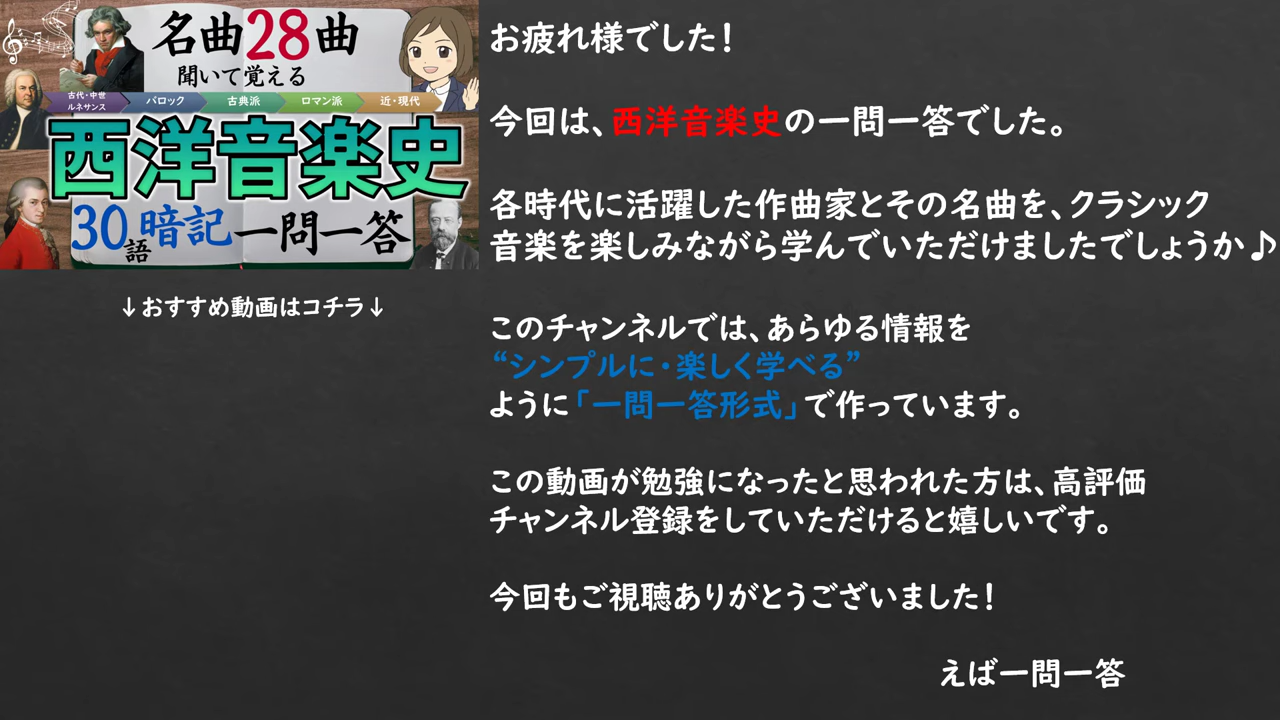 名曲28曲
聞いて覚える
古代・中世
ルネサンス
バロック
古典派
ロマン派
近・現代
西洋音楽史
30語暗記一問一答
↓おすすめ動画はコチラ↓
お疲れ様でした!
今回は、西洋音楽史の一問一答でした。
各時代に活躍した作曲家とその名曲を、クラシック
音楽を楽しみながら学んでいただけましたでしょうか♪
このチャンネルでは、あらゆる情報を
“シンプルに・楽しく学べる”
ように「一問一答形式」で作っています。
この動画が勉強になったと思われた方は、高評価
チャンネル登録をしていただけると嬉しいです。
今回もご視聴ありがとうございました!
えば一問一答